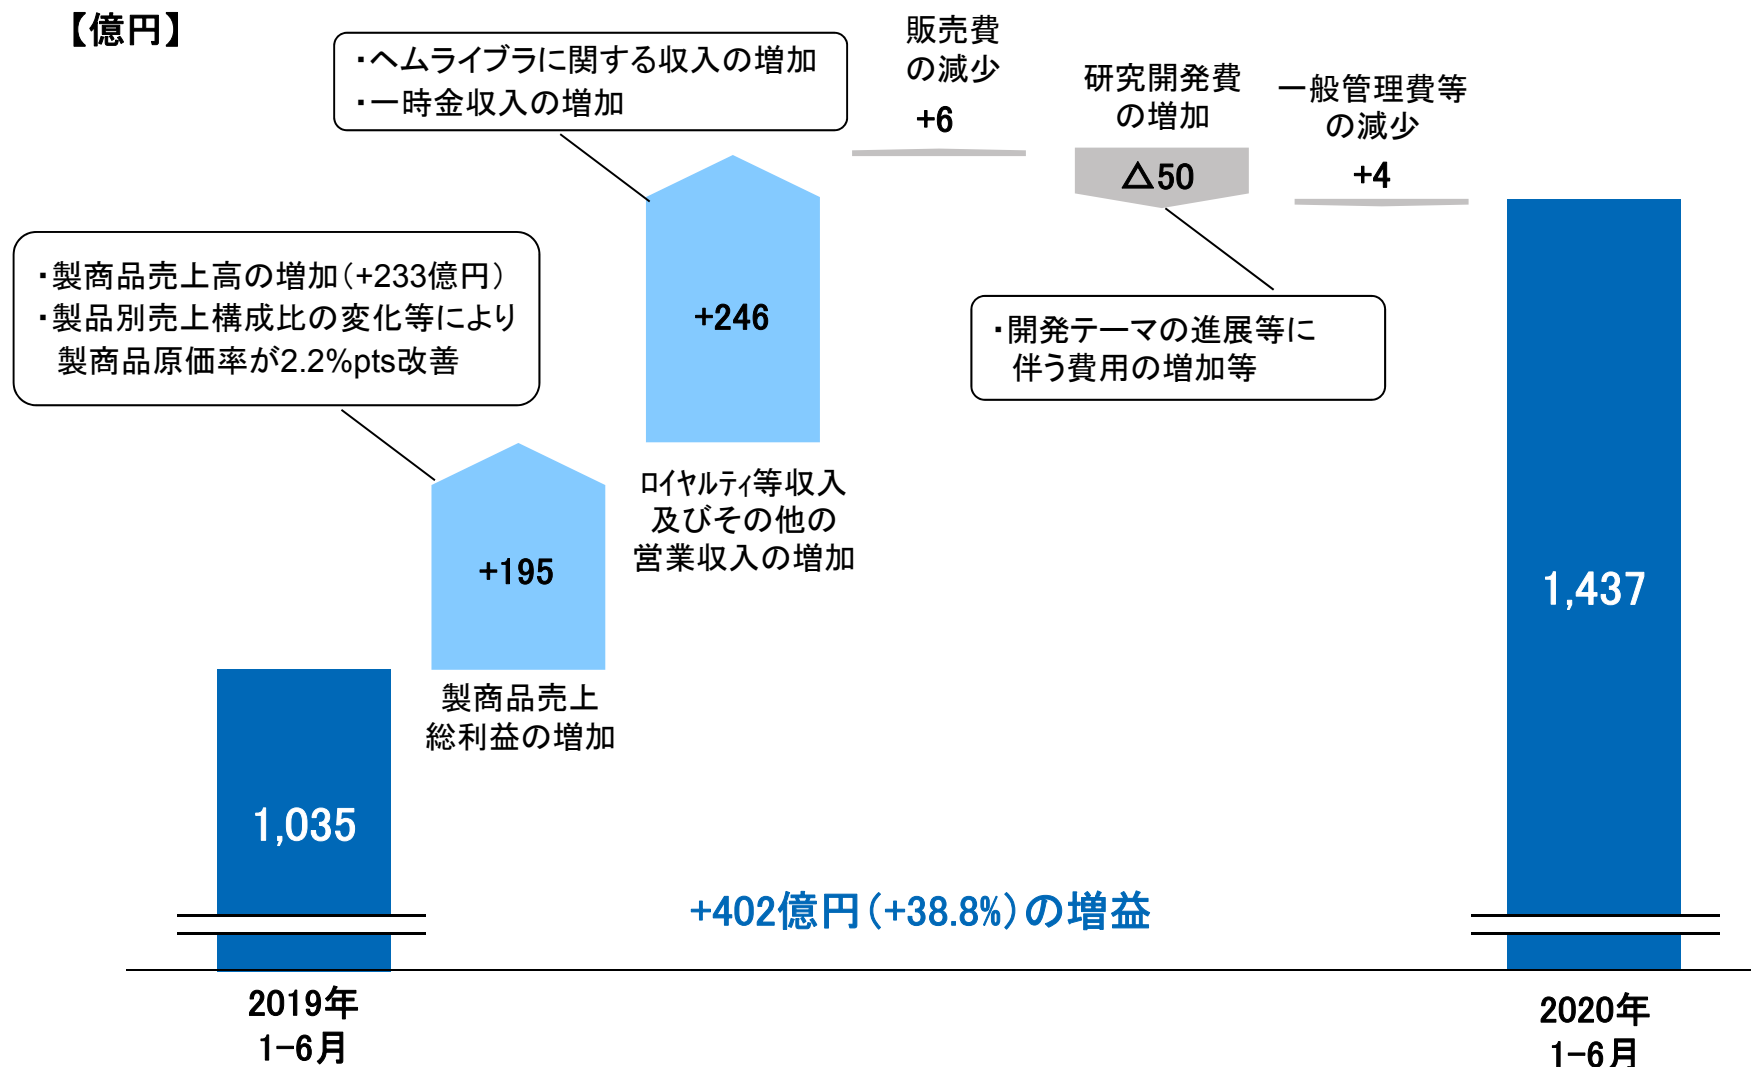 【億円】
・ヘムライブラに関する収入の増加
・一時金収入の増加
販売費
の減少
+6
研究開発費
の増加
△50
一般管理費等
の減少
+4
・製商品売上高の増加（+233億円）
・製品別売上構成比の変化等により
製商品原価率が2.2%pts改善
+246
・開発テーマの進展等に
伴う費用の増加等
ロイヤルティ等収入
及びその他の
営業収入の増加
+195
1,437
製商品売上
総利益の増加
1,035
+402億円（+38.8%）の増益
2019年
1-6月
2020年
1-6月